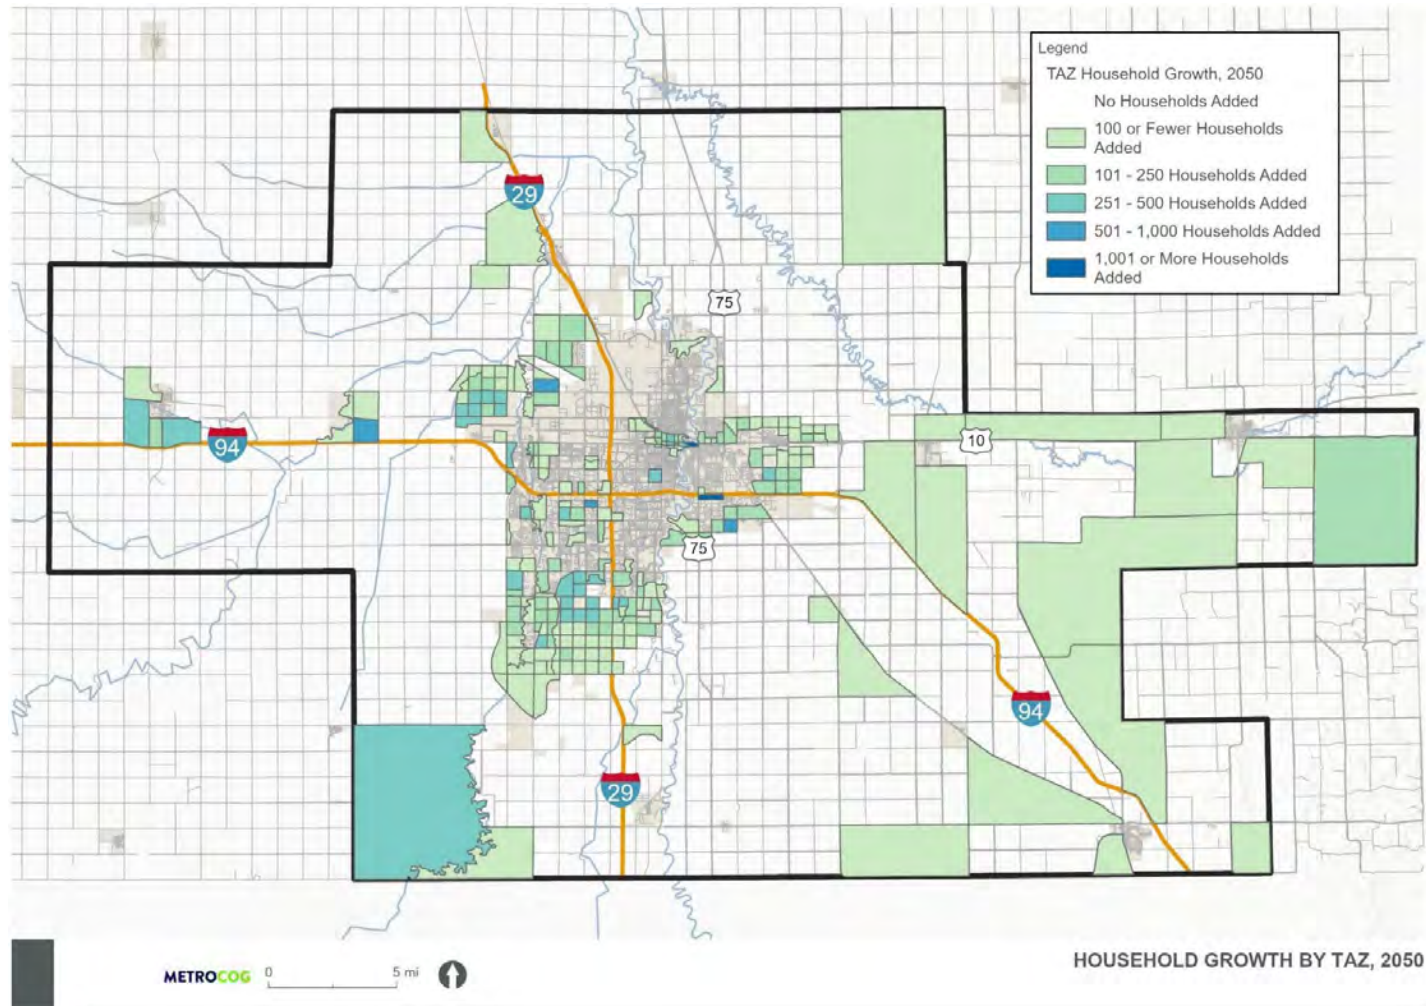 Legend
TAZ Household Growth, 2050
No Households Added
100 or Fewer Households
Added
101 - 250 Households Added
251 - 500 Households Added
501 - 1,000 Households Added
1,001 or More Households
Added
29
75
94
10
75
94
29
METROCOG
0 5 mi
HOUSEHOLD GROWTH BY TAZ, 2050